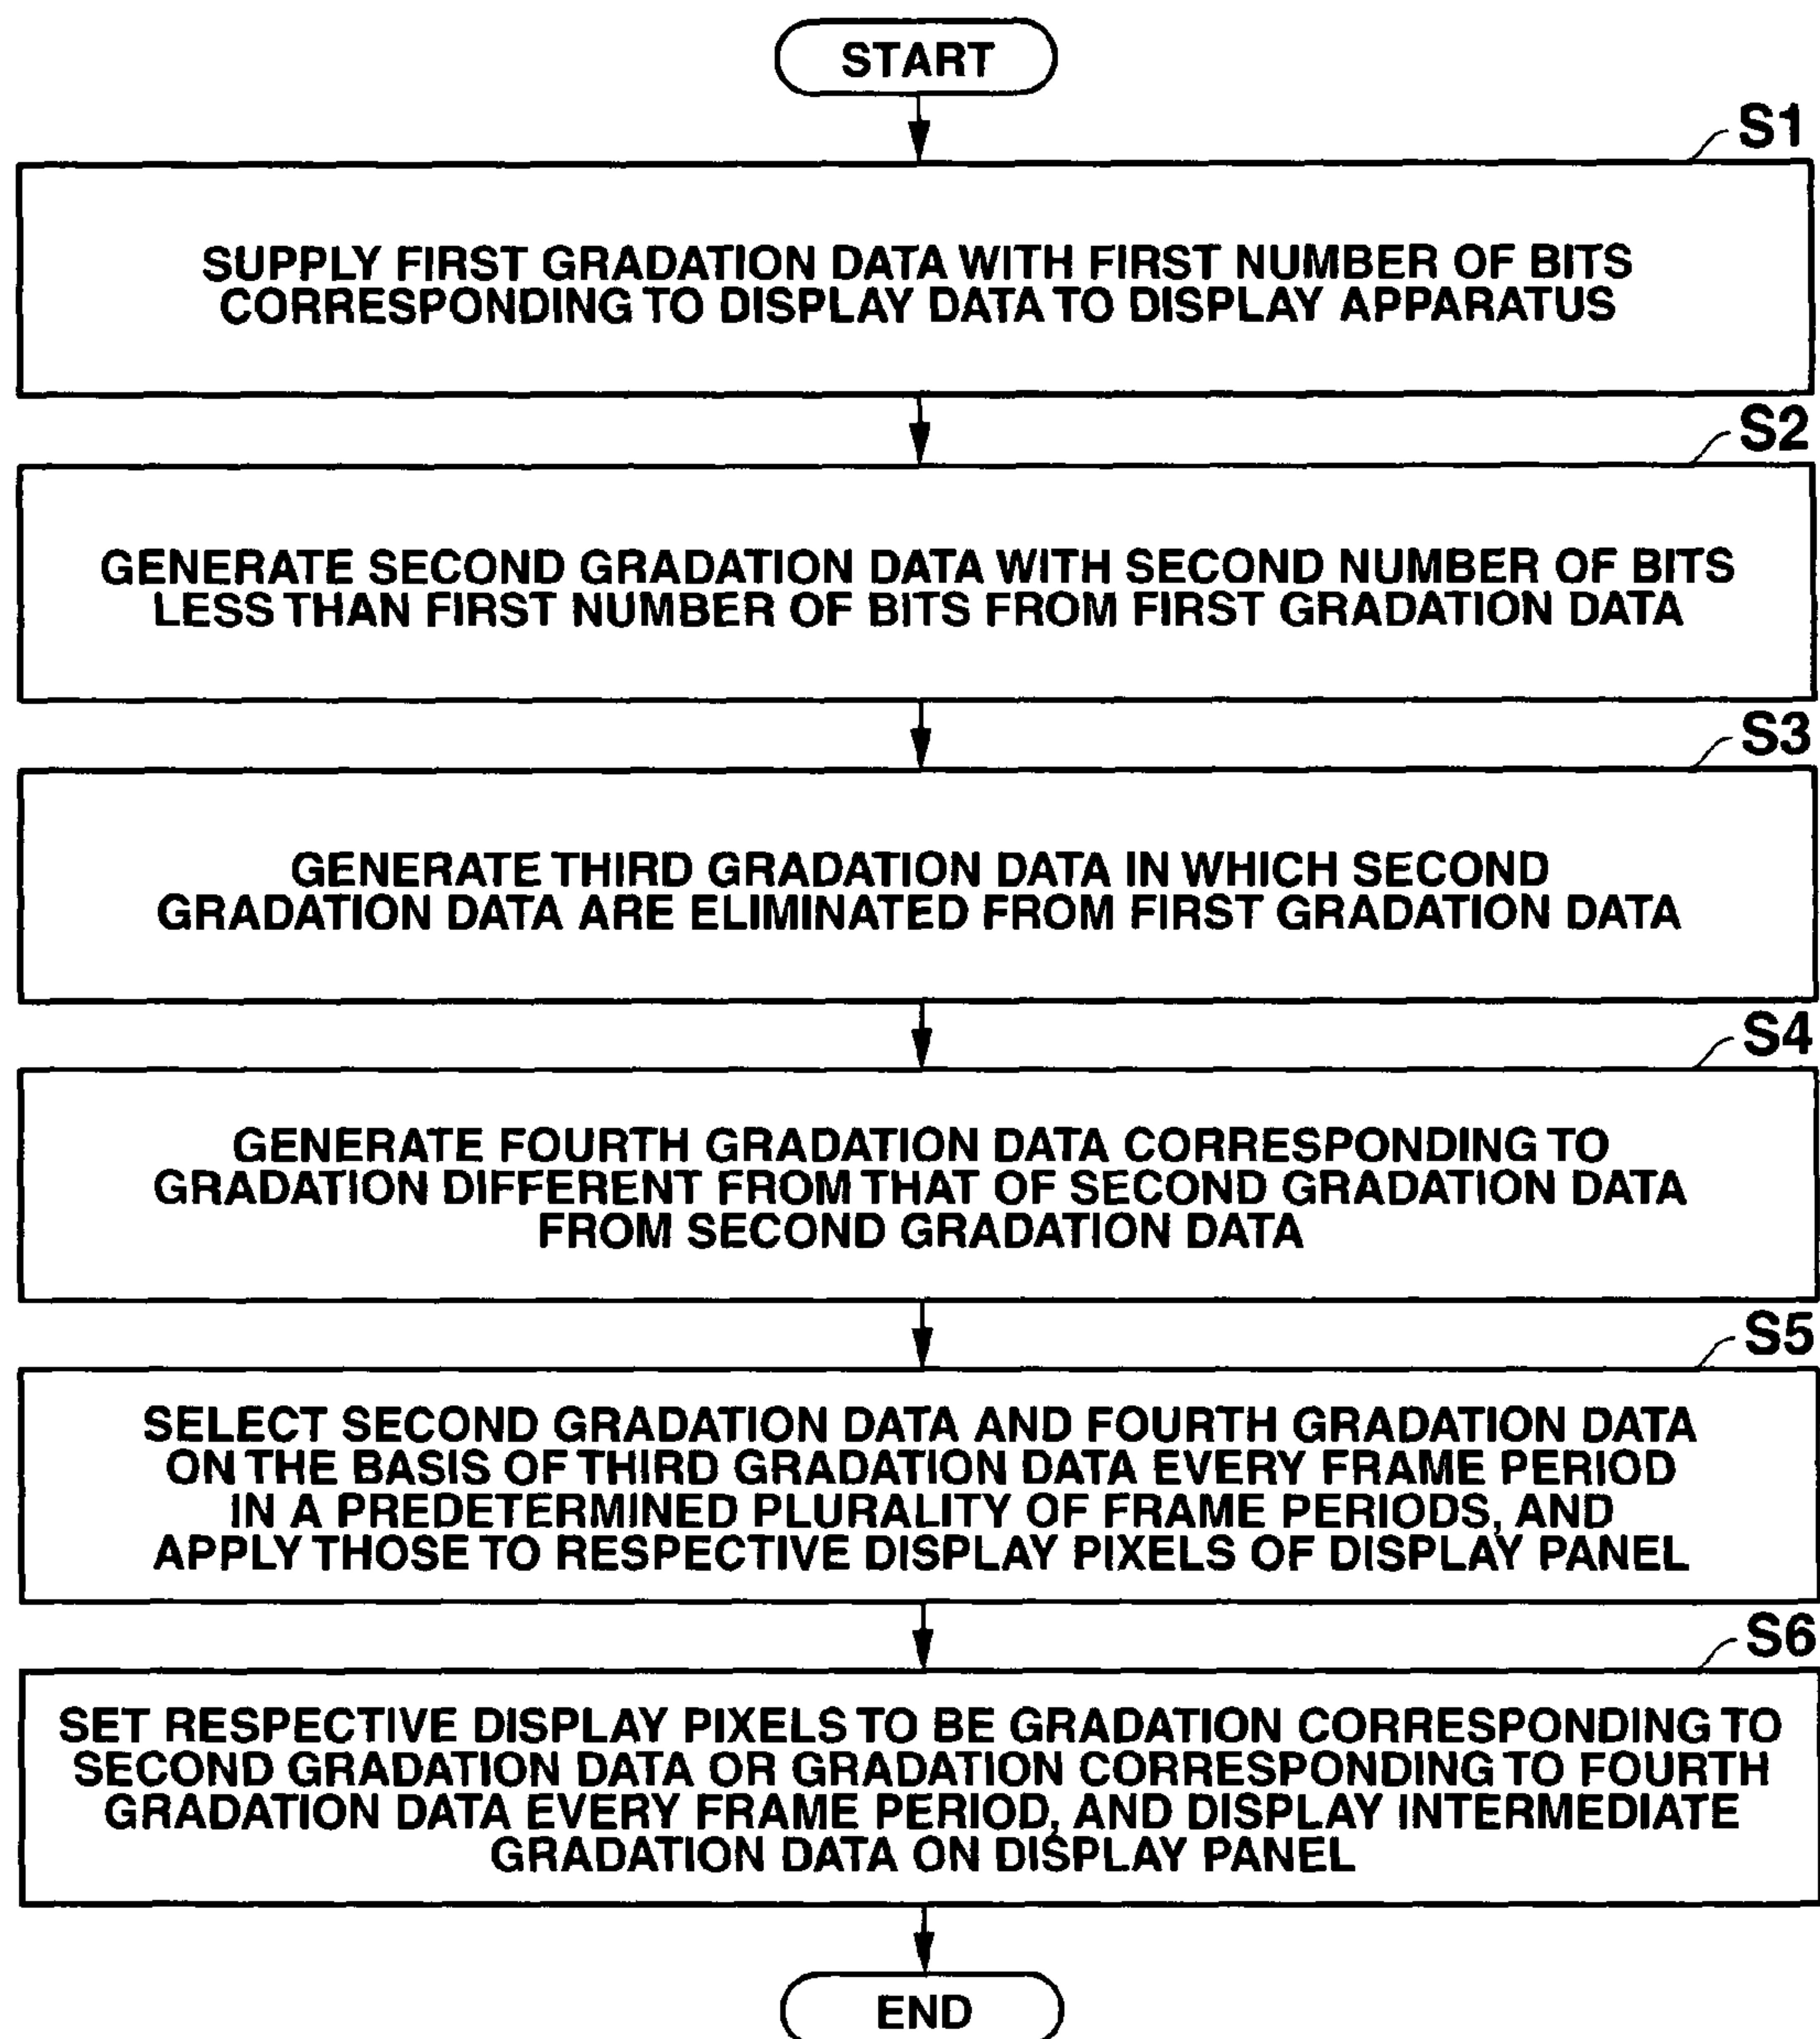 START
S1
SUPPLY FIRST GRADATION DATA WITH FIRST NUMBER OF BITS
CORRESPONDING TO DISPLAY DATA TO DISPLAY APPARATUS
S2
GENERATE SECOND GRADATION DATA WITH SECOND NUMBER OF BITS
LESS THAN FIRST NUMBER OF BITS FROM FIRST GRADATION DATA
S3
GENERATE THIRD GRADATION DATA IN WHICH SECOND
GRADATION DATA ARE ELIMINATED FROM FIRST GRADATION DATA
S4
GENERATE FOURTH GRADATION DATA CORRESPONDING TO
GRADATION DIFFERENT FROM THAT OF SECOND GRADATION DATA
FROM SECOND GRADATION DATA
S5
SELECT SECOND GRADATION DATA AND FOURTH GRADATION DATA
ON THE BASIS OF THIRD GRADATION DATA EVERY FRAME PERIOD
IN A PREDETERMINED PLURALITY OF FRAME PERIODS, AND
APPLY THOSE TO RESPECTIVE DISPLAY PIXELS OF DISPLAY PANEL
S6
SET RESPECTIVE DISPLAY PIXELS TO BE GRADATION CORRESPONDING TO
SECOND GRADATION DATA OR GRADATION CORRESPONDING TO FOURTH
GRADATION DATA EVERY FRAME PERIOD, AND DISPLAY INTERMEDIATE
GRADATION DATA ON DISPLAY PANEL
END